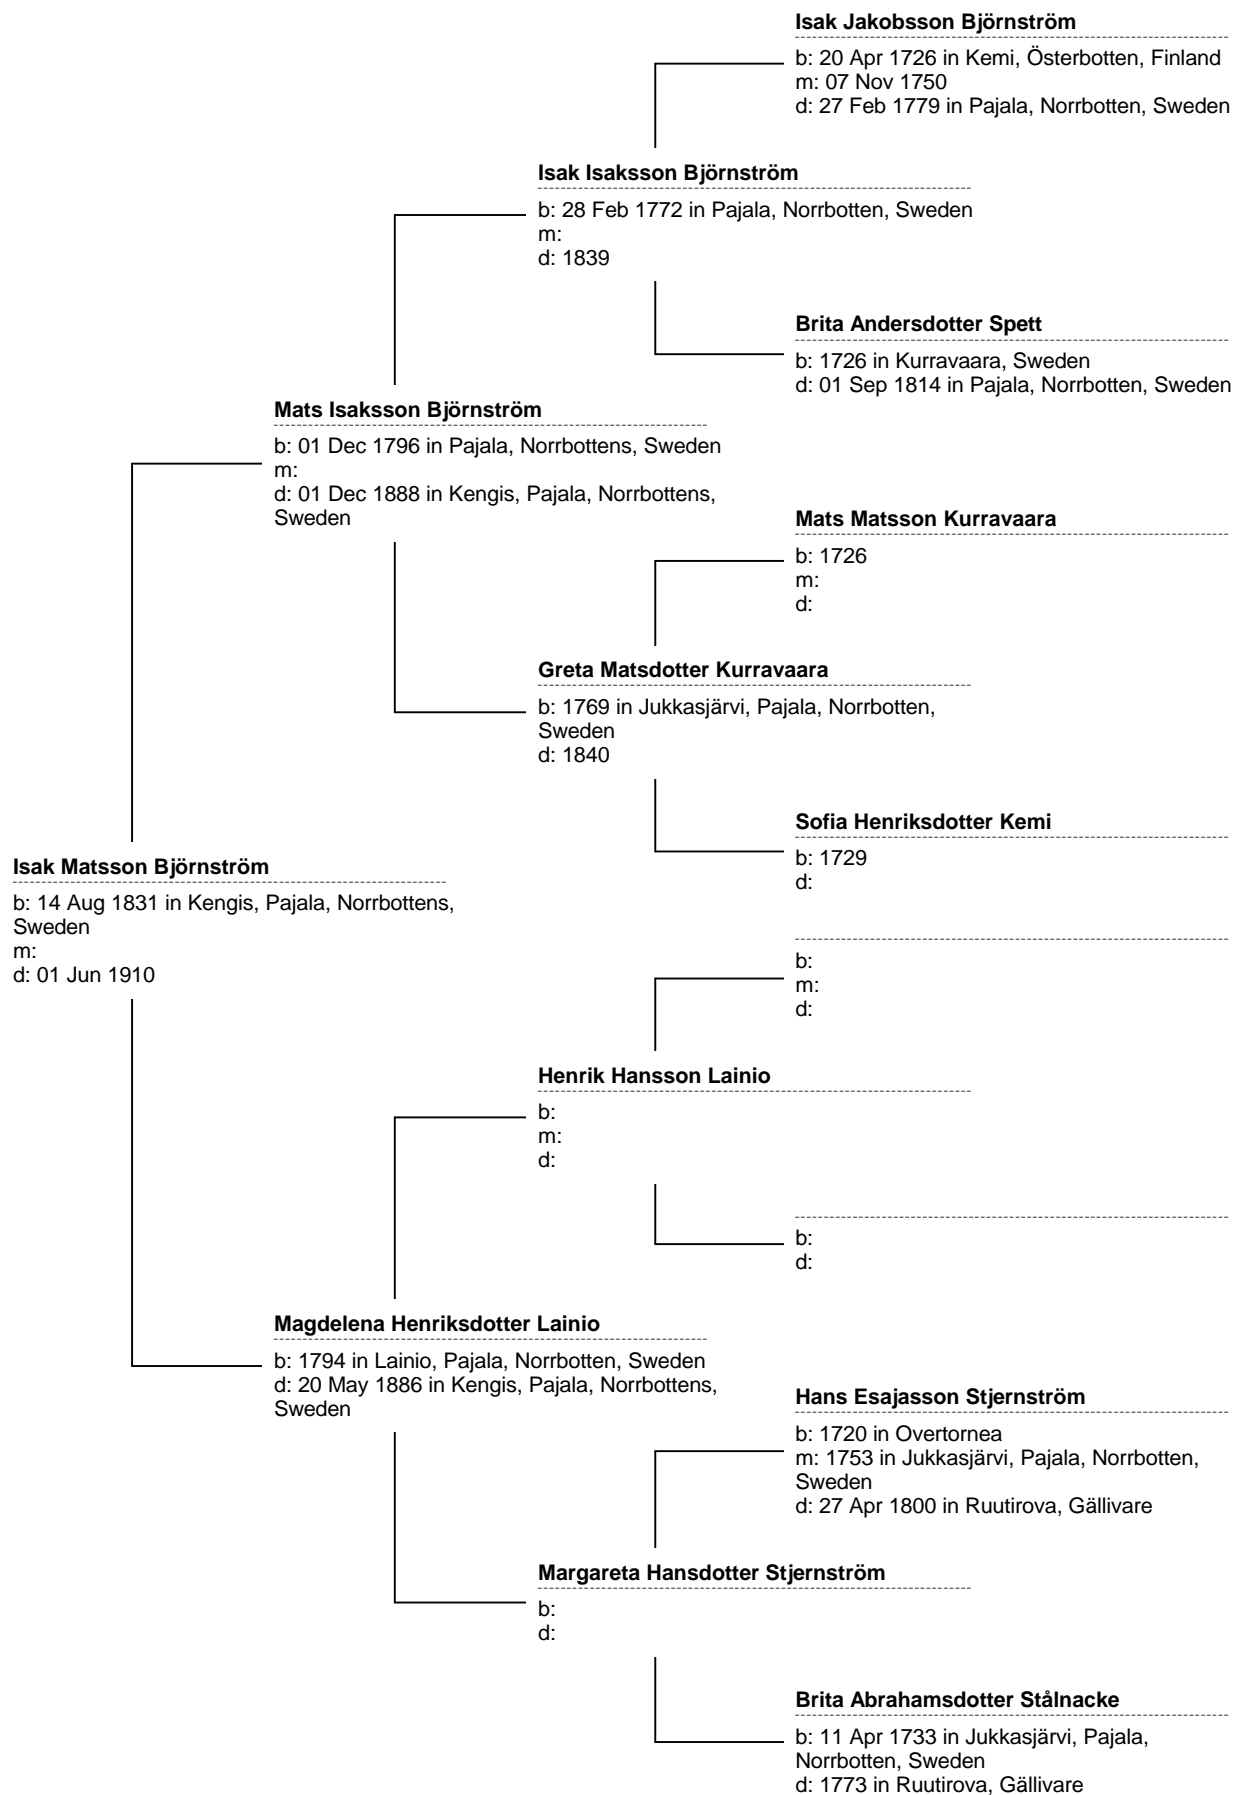 Isak Jakobsson Björnström
b: 20 Apr 1726 in Kemi, Österbotten, Finland
m: 07 Nov 1750
d: 27 Feb 1779 in Pajala, Norrbotten, Sweden
Isak Isaksson Björnström
b: 28 Feb 1772 in Pajala, Norrbotten, Sweden
m:
d: 1839
Brita Andersdotter Spett
b: 1726 in Kurravaara, Sweden
d: 01 Sep 1814 in Pajala, Norrbotten, Sweden
Mats Isaksson Björnström
b: 01 Dec 1796 in Pajala, Norrbottens, Sweden
m:
d: 01 Dec 1888 in Kengis, Pajala, Norrbottens,
Sweden
Mats Matsson Kurravaara
b: 1726
m:
d:
Greta Matsdotter Kurravaara
b: 1769 in Jukkasjärvi, Pajala, Norrbotten,
Sweden
d: 1840
Sofia Henriksdotter Kemi
b: 1729
d:
Isak Matsson Björnström
b: 14 Aug 1831 in Kengis, Pajala, Norrbottens,
Sweden
m:
d: 01 Jun 1910
b:
m:
d:
Henrik Hansson Lainio
b:
m:
d:
b:
d:
Magdelena Henriksdotter Lainio
b: 1794 in Lainio, Pajala, Norrbotten, Sweden
d: 20 May 1886 in Kengis, Pajala, Norrbottens,
Sweden
Hans Esajasson Stjernström
b: 1720 in Overtornea
m: 1753 in Jukkasjärvi, Pajala, Norrbotten,
Sweden
d: 27 Apr 1800 in Ruutirova, Gällivare
Margareta Hansdotter Stjernström
b:
d:
Brita Abrahamsdotter Stålnacke
b: 11 Apr 1733 in Jukkasjärvi, Pajala,
Norrbotten, Sweden
d: 1773 in Ruutirova, Gällivare